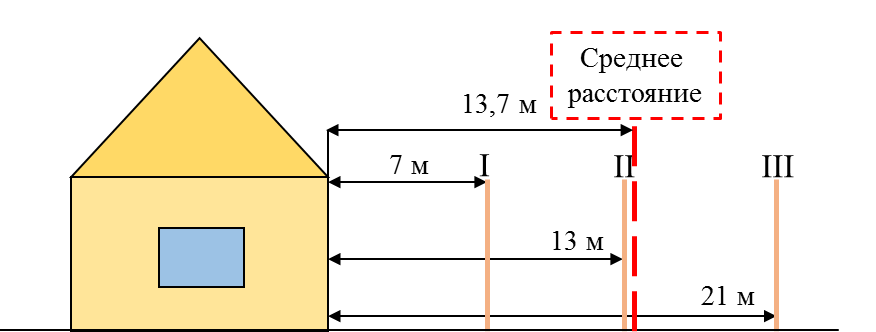 Среднее
расстояние
13,7 м
7 м
I
II
III
13 м
21 м